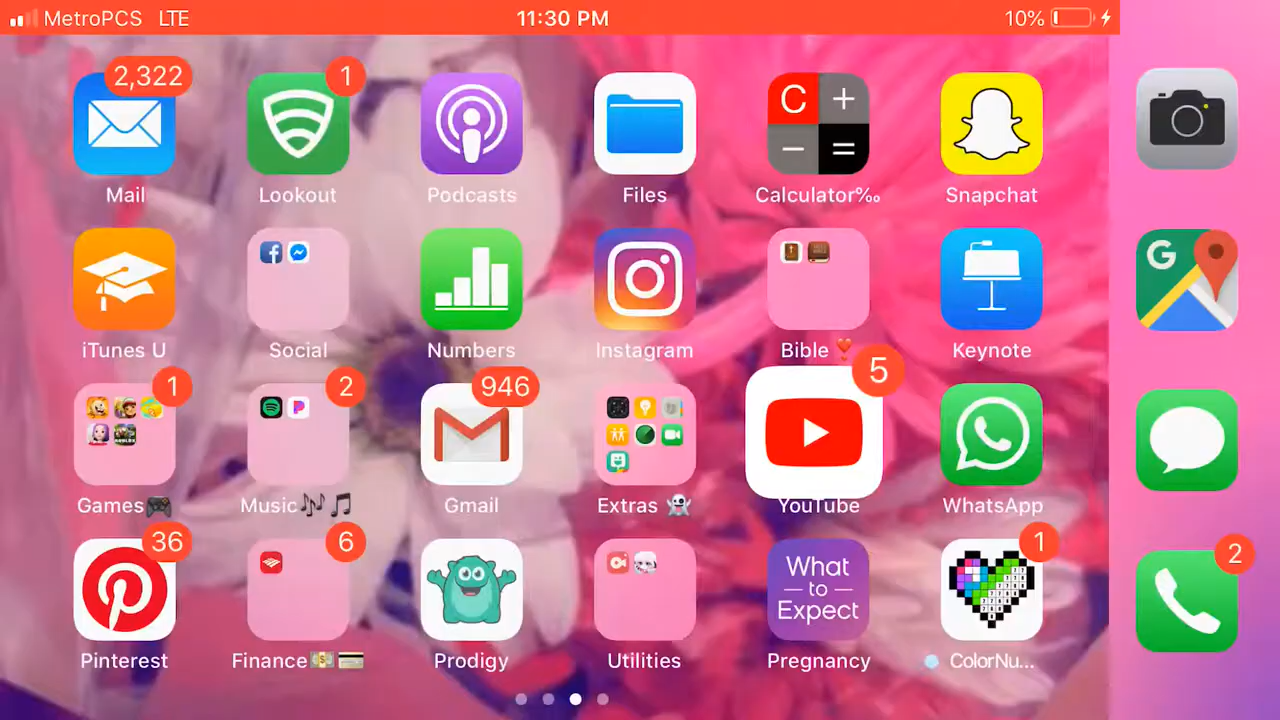 MetroPCS LTE 11:30 PM 10%
2,322 1
C + − =
Mail Lookout Podcasts Files Calculator‰ Snapchat
G
iTunes U Social Numbers Instagram Bible❣️ Keynote
1 2 946 5
Games🎮 Music🎶🎵 Gmail Extras 👻 YouTube WhatsApp
36 6 1 2
What
to
Expect
Pinterest Finance💵💳 Prodigy Utilities Pregnancy ColorNu...